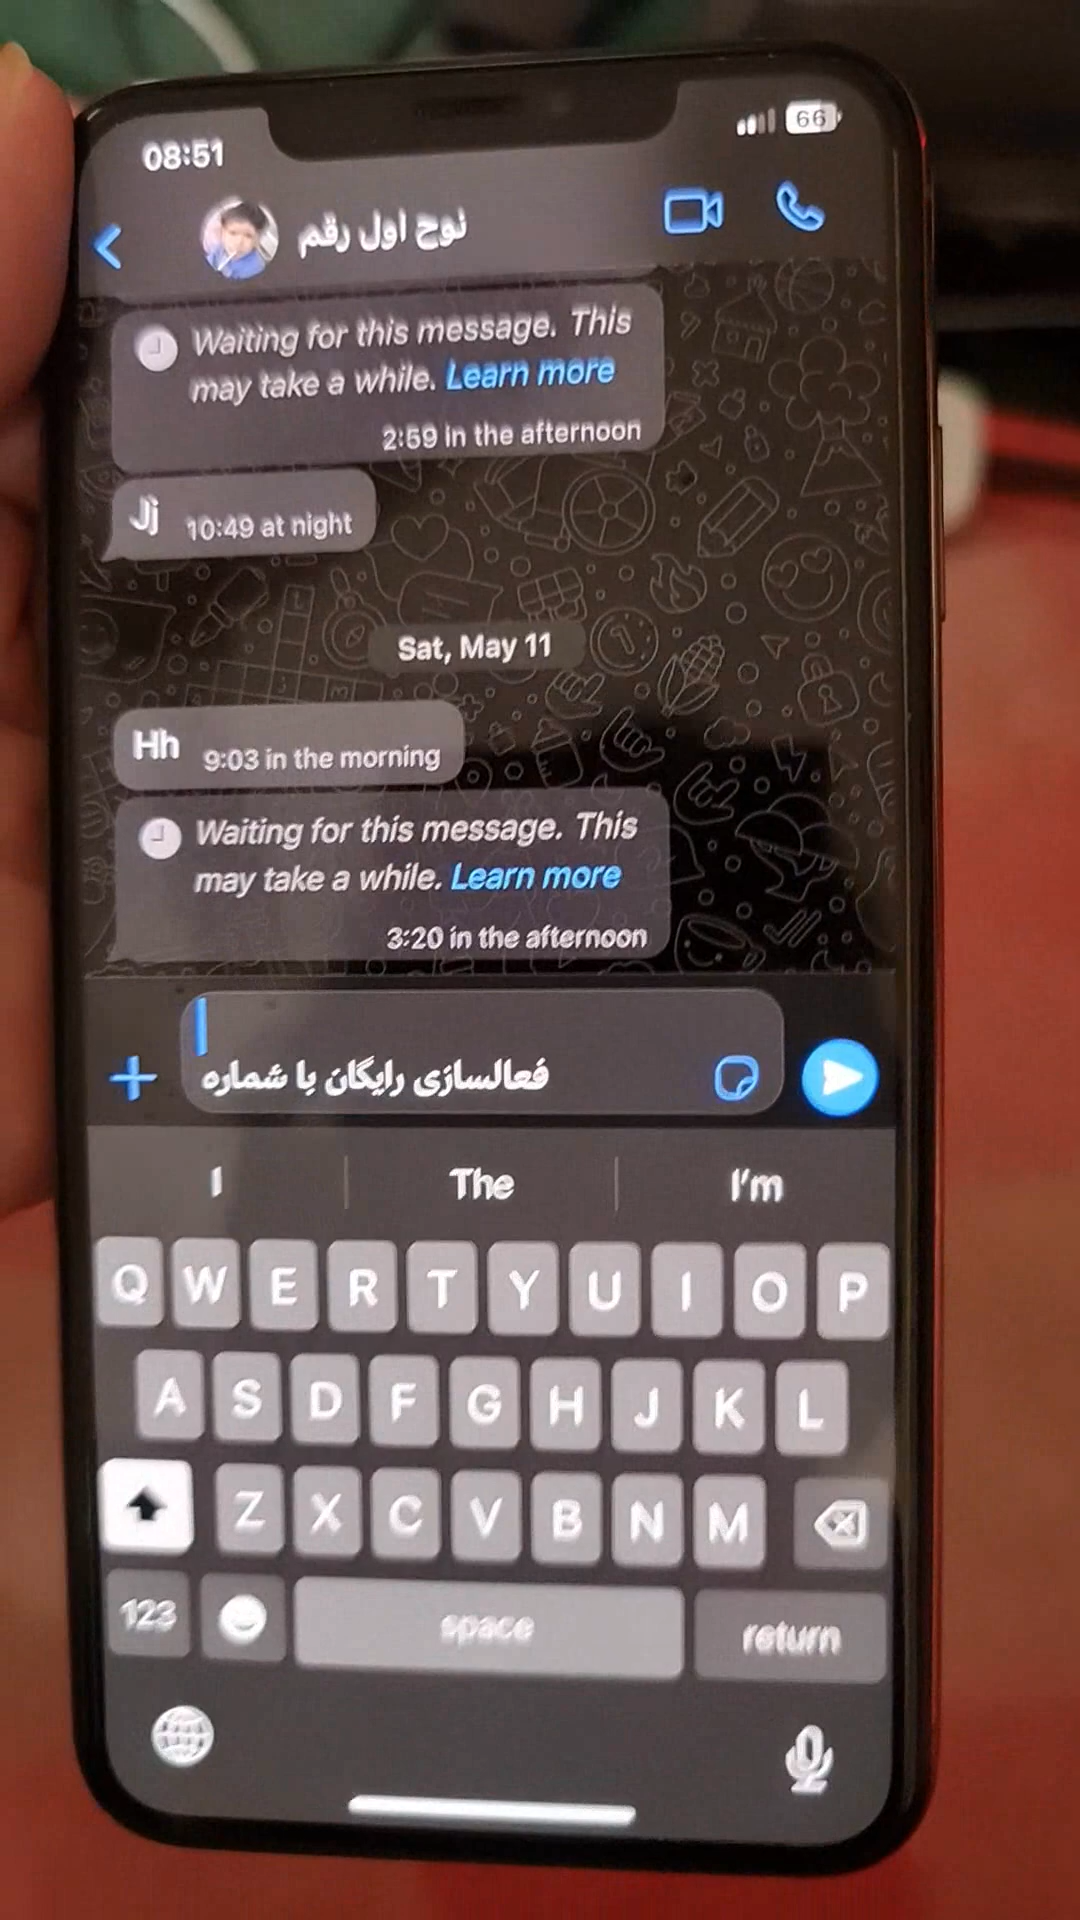 08:51
66
نوح اول رقم
Waiting for this message. This
may take a while. Learn more
2:59 in the afternoon
Jj 10:49 at night
Sat, May 11
Hh 9:03 in the morning
Waiting for this message. This
may take a while. Learn more
3:20 in the afternoon
فعالسازی رایگان با شماره
I The I'm
Q W E R T Y U I O P
A S D F G H J K L
Z X C V B N M
123 space return